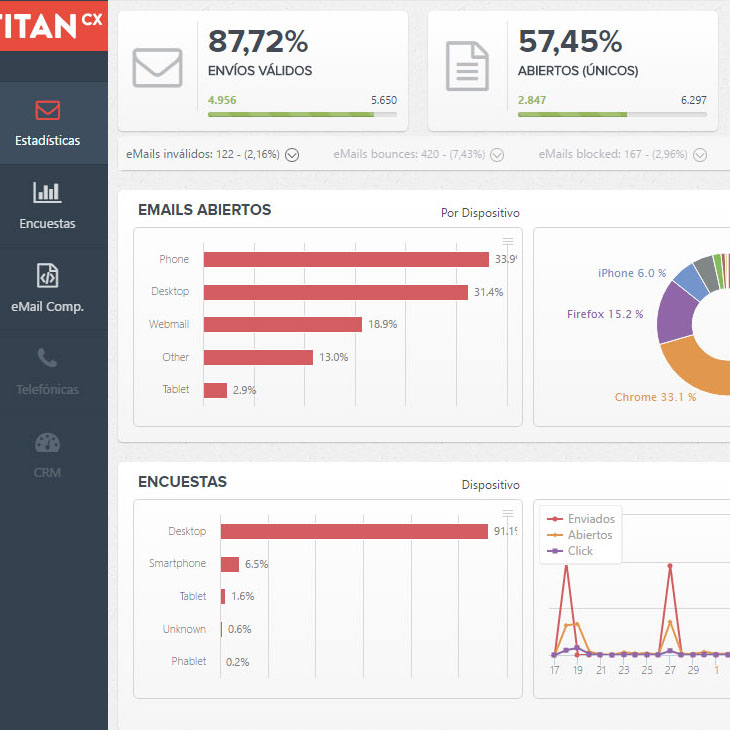 TITAN CX
Estadísticas
Encuestas
eMail Comp.
Telefónicas
CRM
87,72%
ENVÍOS VÁLIDOS
4.956 5.650
57,45%
ABIERTOS (ÚNICOS)
2.847 6.297
eMails inválidos: 122 - (2,16%) eMails bounces: 420 - (7,43%) eMails blocked: 167 - (2,96%)
EMAILS ABIERTOS
Por Dispositivo
Phone 33.9
Desktop 31.4%
Webmail 18.9%
Other 13.0%
Tablet 2.9%
iPhone 6.0 %
Firefox 15.2 %
Chrome 33.1 %
ENCUESTAS
Dispositivo
Desktop 91.1%
Smartphone 6.5%
Tablet 1.6%
Unknown 0.6%
Phablet 0.2%
Enviados
Abiertos
Click
17 19 21 23 25 27 29 1